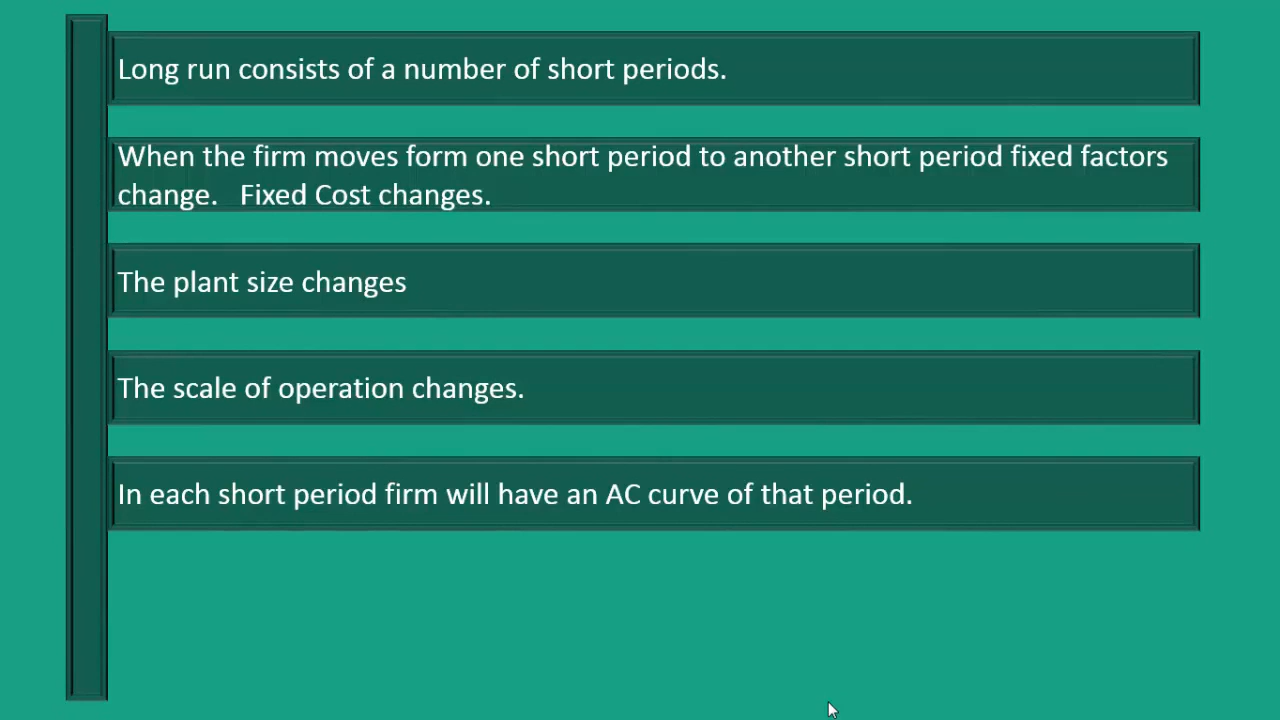 Long run consists of a number of short periods.
When the firm moves form one short period to another short period fixed factors
change.   Fixed Cost changes.
The plant size changes
The scale of operation changes.
In each short period firm will have an AC curve of that period.